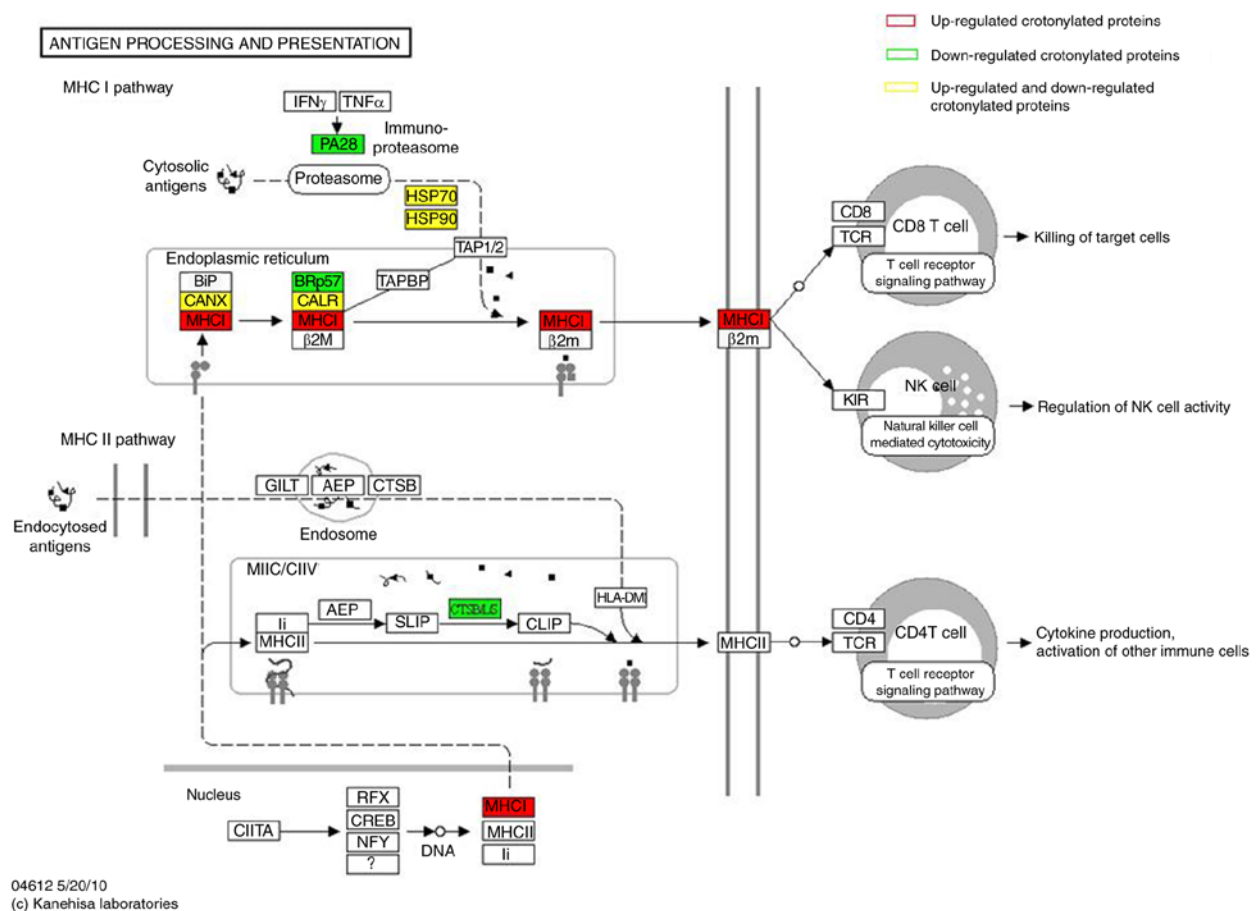 ANTIGEN PROCESSING AND PRESENTATION
Up-regulated crotonylated proteins
Down-regulated crotonylated proteins
Up-regulated and down-regulated
crotonylated proteins
MHC I pathway
IFNγ
TNFα
PA28
Immuno-
proteasome
Cytosolic
antigens
Proteasome
HSP70
HSP90
TAP1/2
Endoplasmic reticulum
BiP
CANX
MHCI
BRp57
CALR
MHCI
β2M
TAPBP
MHCI
β2m
MHCI
β2m
CD8
TCR
CD8 T cell
T cell receptor
signaling pathway
Killing of target cells
KIR
NK cell
Natural killer cell
mediated cytotoxicity
Regulation of NK cell activity
MHC II pathway
Endocytosed
antigens
GILT
AEP
CTSB
Endosome
MIIC/CIIV
Ii
MHCII
AEP
SLIP
CTSB/L/S
CLIP
HLA-DM
MHCII
CD4
TCR
CD4T cell
T cell receptor
signaling pathway
Cytokine production,
activation of other immune cells
Nucleus
CIITA
RFX
CREB
NFY
?
DNA
MHCI
MHCII
Ii
04612 5/20/10
(c) Kanehisa laboratories